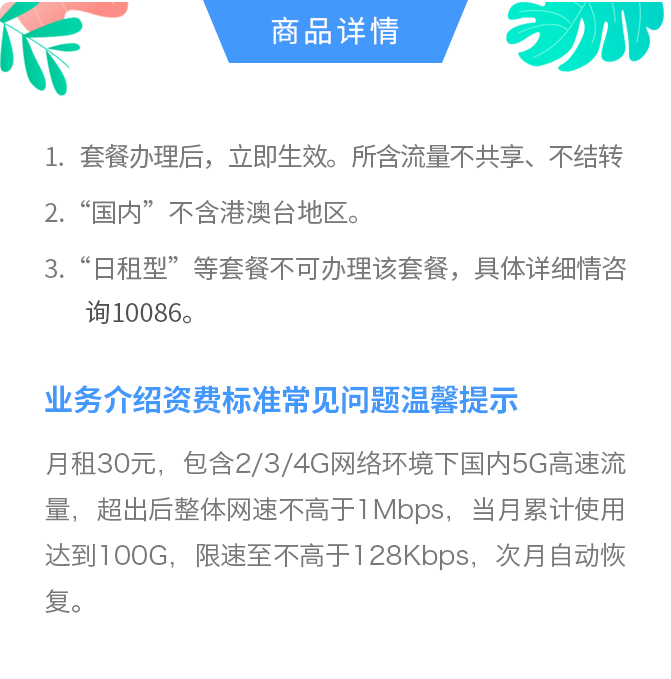 商品详情
1. 套餐办理后，立即生效。所含流量不共享、不结转
2.“国内”不含港澳台地区。
3.“日租型”等套餐不可办理该套餐，具体详细情咨
询10086。
业务介绍资费标准常见问题温馨提示
月租30元，包含2/3/4G网络环境下国内5G高速流
量，超出后整体网速不高于1Mbps，当月累计使用
达到100G，限速至不高于128Kbps，次月自动恢
复。